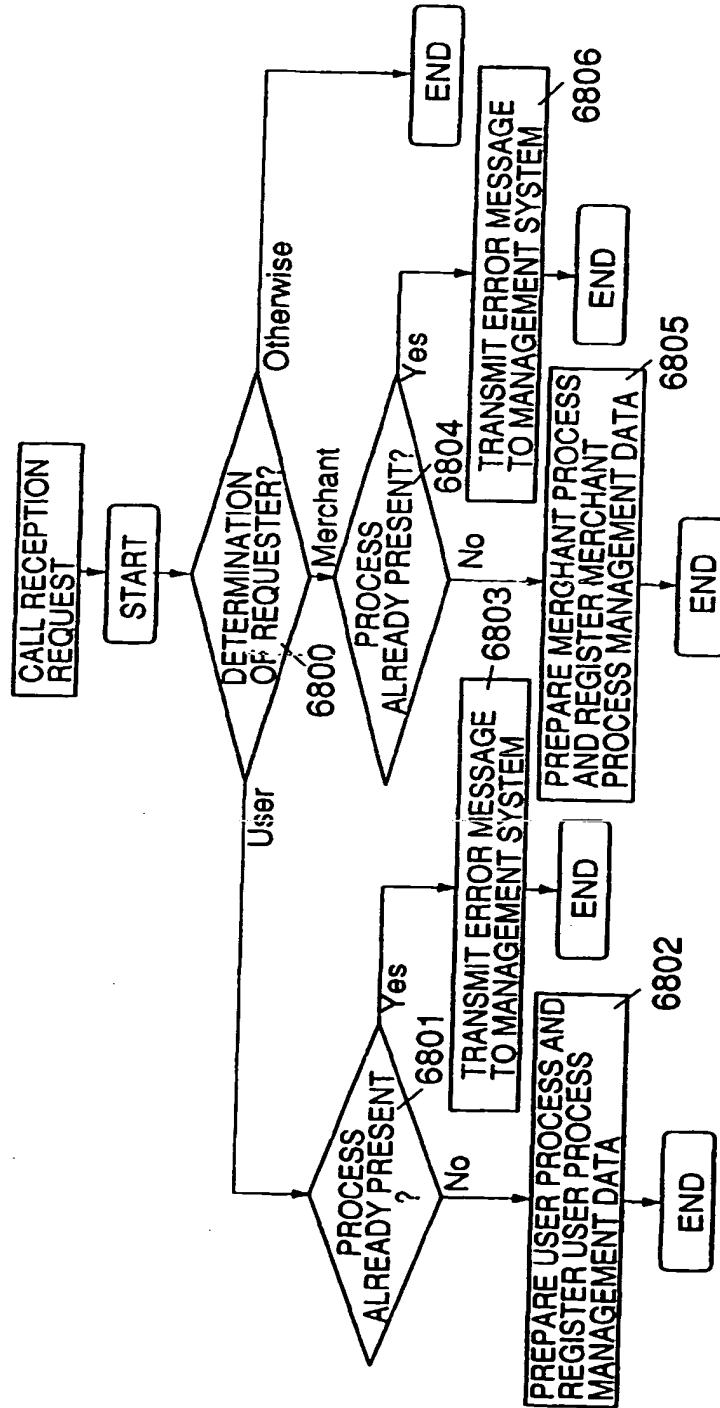 CALL RECEPTION
REQUEST
START
DETERMINATION
OF REQUESTER?
6800
User
Merchant
Otherwise
PROCESS
ALREADY PRESENT
?
6801
Yes
No
TRANSMIT ERROR MESSAGE
TO MANAGEMENT SYSTEM
6803
END
PREPARE USER PROCESS AND
REGISTER USER PROCESS
MANAGEMENT DATA
6802
END
PROCESS
ALREADY PRESENT?
6804
Yes
No
TRANSMIT ERROR MESSAGE
TO MANAGEMENT SYSTEM
6806
END
PREPARE MERCHANT PROCESS
AND REGISTER MERCHANT
PROCESS MANAGEMENT DATA
6805
END
END